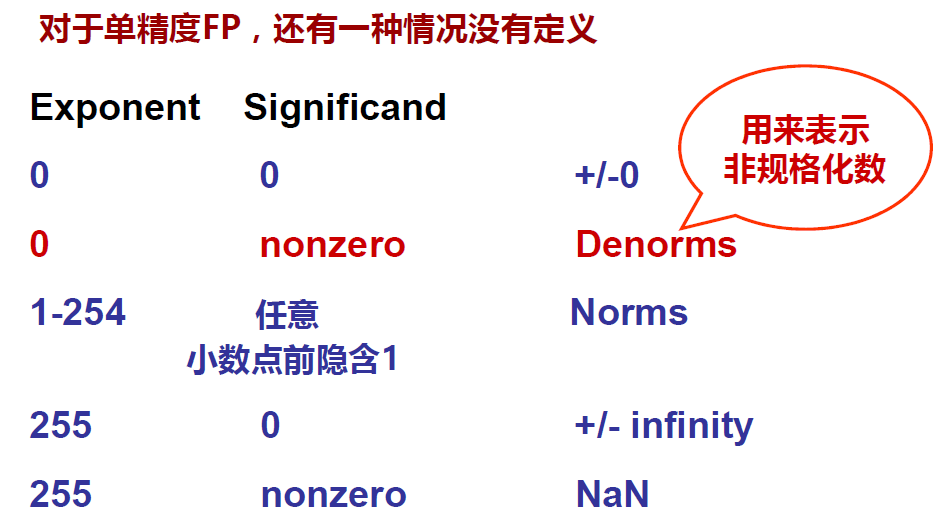 对于单精度FP，还有一种情况没有定义
Exponent Significand
用来表示
非规格化数
0 0 +/-0
0 nonzero Denorms
1-254 任意 Norms
小数点前隐含1
255 0 +/- infinity
255 nonzero NaN